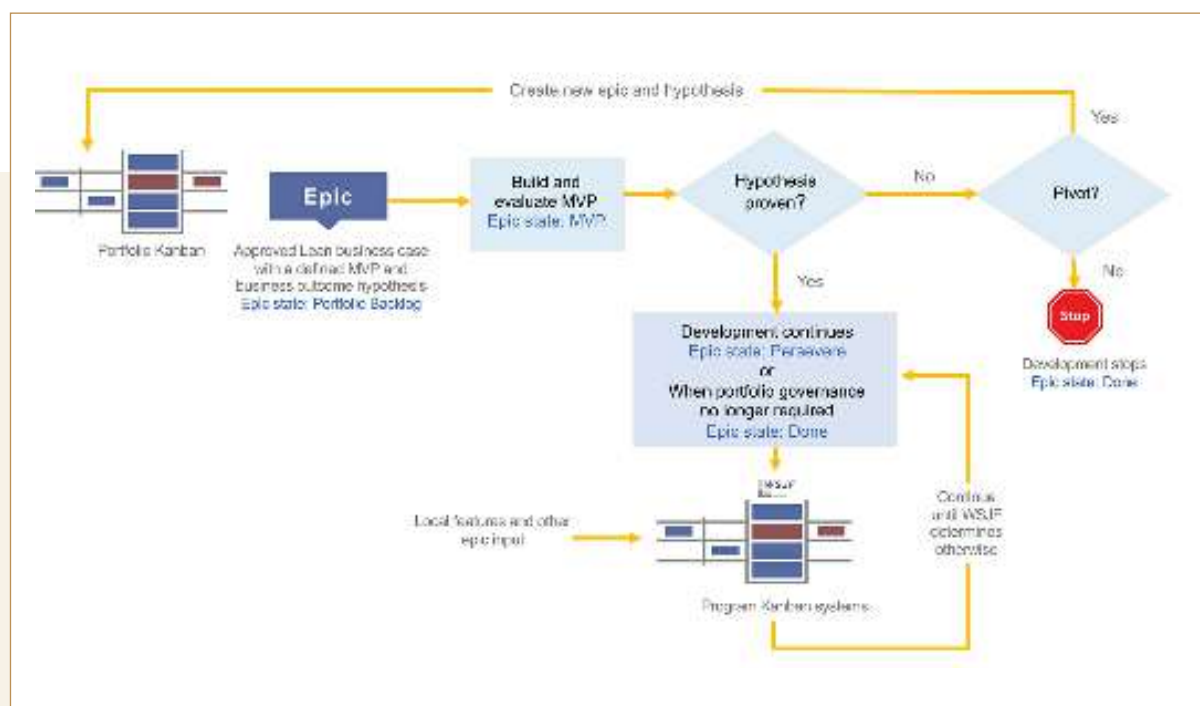 Create new epic and hypothesis
Yes
Portfolio Kanban
Epic
Approved Lean business case
with a defined MVP and
business outcome hypothesis
Epic state: Portfolio Backlog
Build and
evaluate MVP
Epic state: MVP
Hypothesis
proven?
No
Pivot?
No
Stop
Development stops
Epic state: Done
Yes
Development continues
Epic state: Persevere
or
When portfolio governance
no longer required
Epic state: Done
WSJF
Local features and other
epic input
Program Kanban systems
Continue
until WSJF
determines
otherwise